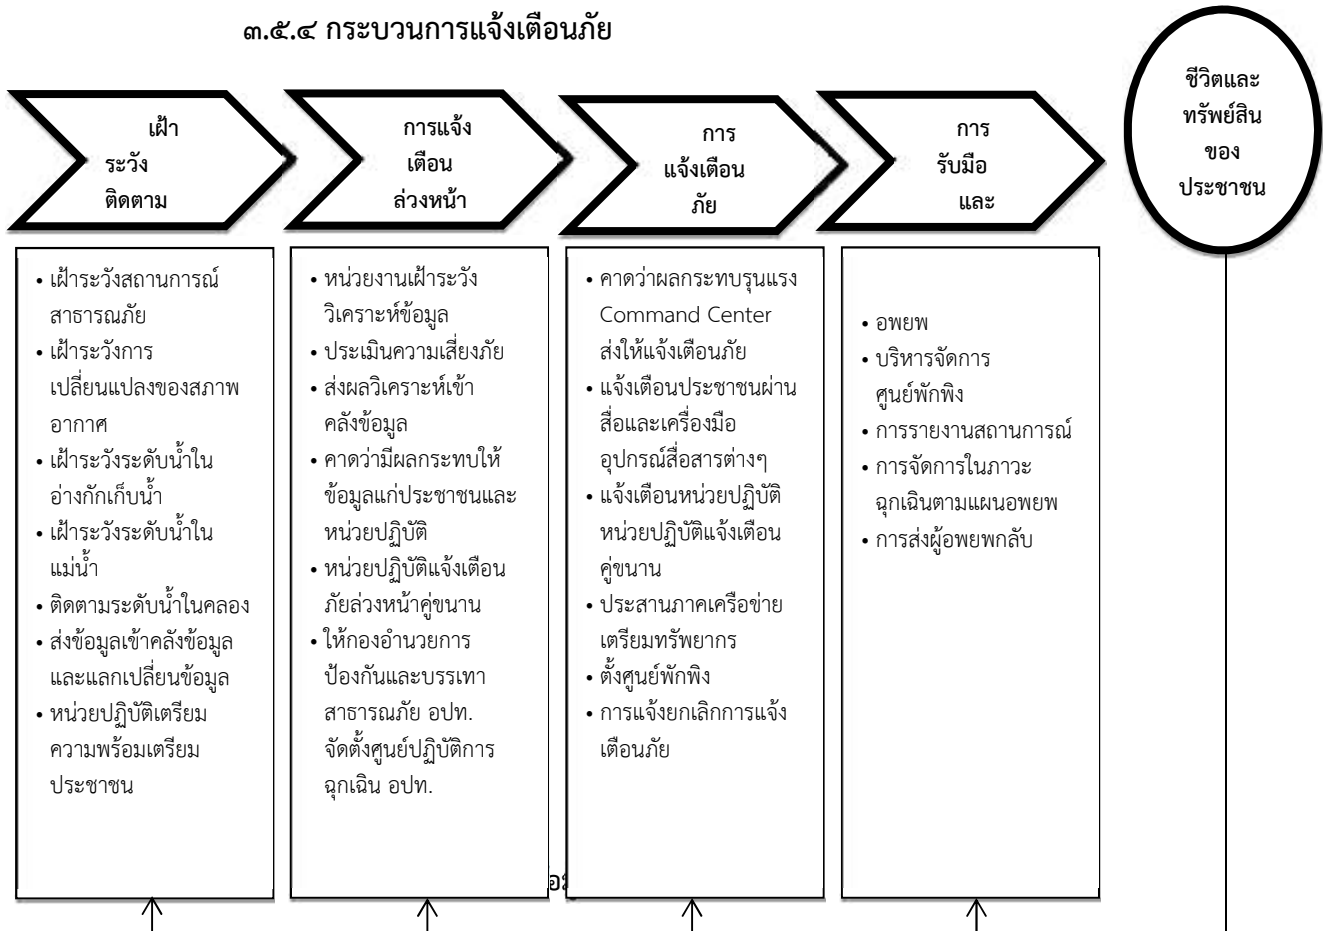 ๓.๕.๔ กระบวนการแจ้งเตือนภัย
เฝ้า
ระวัง
ติดตาม
การแจ้ง
เตือน
ล่วงหน้า
การ
แจ้งเตือน
ภัย
การ
รับมือ
และ
ชีวิตและ
ทรัพย์สิน
ของ
ประชาชน
• เฝ้าระวังสถานการณ์
สาธารณภัย
• เฝ้าระวังการ
เปลี่ยนแปลงของสภาพ
อากาศ
• เฝ้าระวังระดับน้ำใน
อ่างกักเก็บน้ำ
• เฝ้าระวังระดับน้ำใน
แม่น้ำ
• ติดตามระดับน้ำในคลอง
• ส่งข้อมูลเข้าคลังข้อมูล
และแลกเปลี่ยนข้อมูล
• หน่วยปฏิบัติเตรียม
ความพร้อมเตรียม
ประชาชน
• หน่วยงานเฝ้าระวัง
วิเคราะห์ข้อมูล
• ประเมินความเสี่ยงภัย
• ส่งผลวิเคราะห์เข้า
คลังข้อมูล
• คาดว่ามีผลกระทบให้
ข้อมูลแก่ประชาชนและ
หน่วยปฏิบัติ
• หน่วยปฏิบัติแจ้งเตือน
ภัยล่วงหน้าคู่ขนาน
• ให้กองอำนวยการ
ป้องกันและบรรเทา
สาธารณภัย อปท.
จัดตั้งศูนย์ปฏิบัติการ
ฉุกเฉิน อปท.
• คาดว่าผลกระทบรุนแรง
Command Center
ส่งให้แจ้งเตือนภัย
• แจ้งเตือนประชาชนผ่าน
สื่อและเครื่องมือ
อุปกรณ์สื่อสารต่างๆ
• แจ้งเตือนหน่วยปฏิบัติ
หน่วยปฏิบัติแจ้งเตือน
คู่ขนาน
• ประสานภาคเครือข่าย
เตรียมทรัพยากร
• ตั้งศูนย์พักพิง
• การแจ้งยกเลิกการแจ้ง
เตือนภัย
• อพยพ
• บริหารจัดการ
ศูนย์พักพิง
• การรายงานสถานการณ์
• การจัดการในภาวะ
ฉุกเฉินตามแผนอพยพ
• การส่งผู้อพยพกลับ